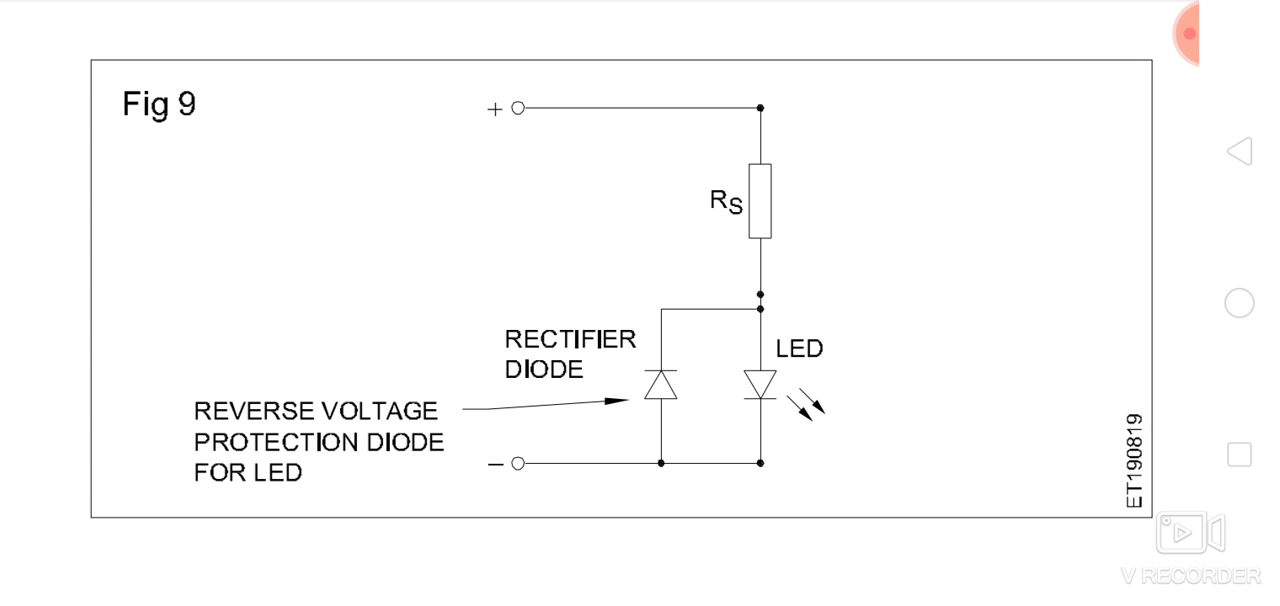 Fig 9
+
RS
RECTIFIER
DIODE
LED
REVERSE VOLTAGE
PROTECTION DIODE
FOR LED
–
ET190819
V RECORDER